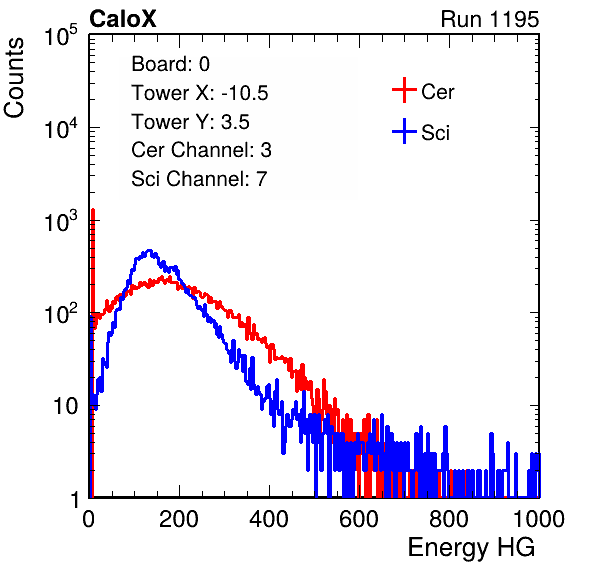 CaloX Run 1195
Counts
Board: 0
Tower X: -10.5
Tower Y: 3.5
Cer Channel: 3
Sci Channel: 7
Cer
Sci
10^5
10^4
10^3
10^2
10
1
0 200 400 600 800 1000
Energy HG